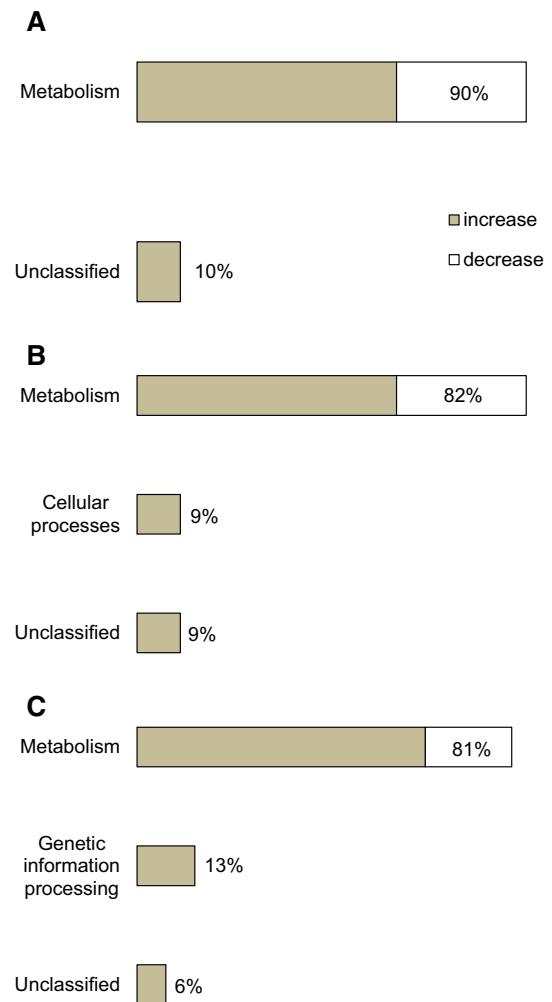 A
Metabolism
90%
increase
decrease
Unclassified
10%
B
Metabolism
82%
Cellular
processes
9%
Unclassified
9%
C
Metabolism
81%
Genetic
information
processing
13%
Unclassified
6%